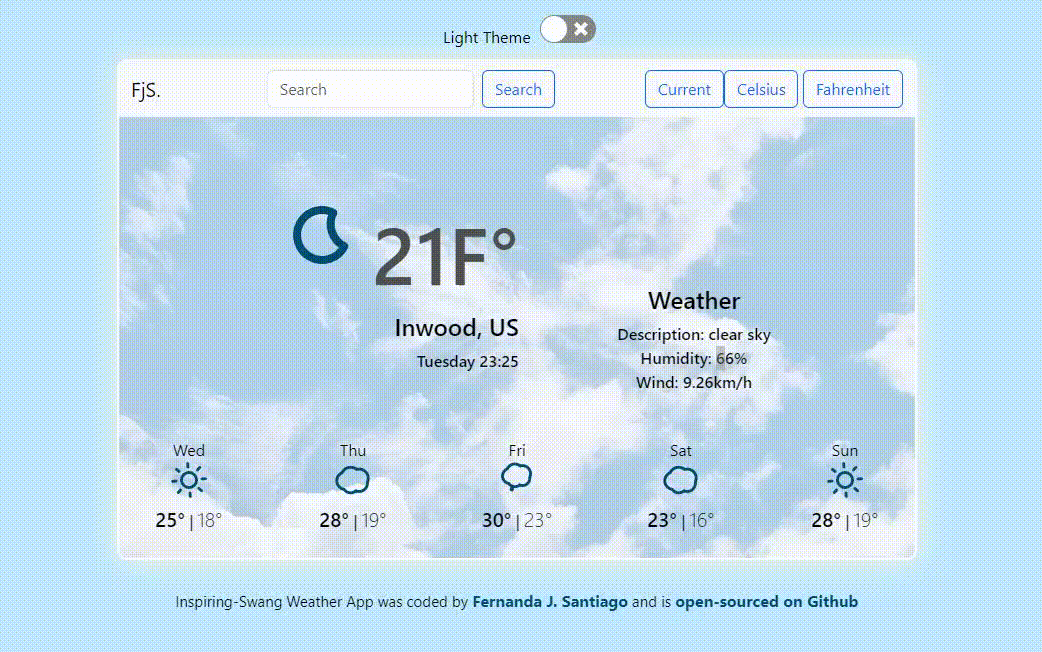 Light Theme
FjS.
Search
Search
Current
Celsius
Fahrenheit
21F°
Inwood, US
Tuesday 23:25
Weather
Description: clear sky
Humidity: 66%
Wind: 9.26km/h
Wed
Thu
Fri
Sat
Sun
25° | 18°
28° | 19°
30° | 23°
23° | 16°
28° | 19°
Inspiring-Swang Weather App was coded by Fernanda J. Santiago and is open-sourced on Github